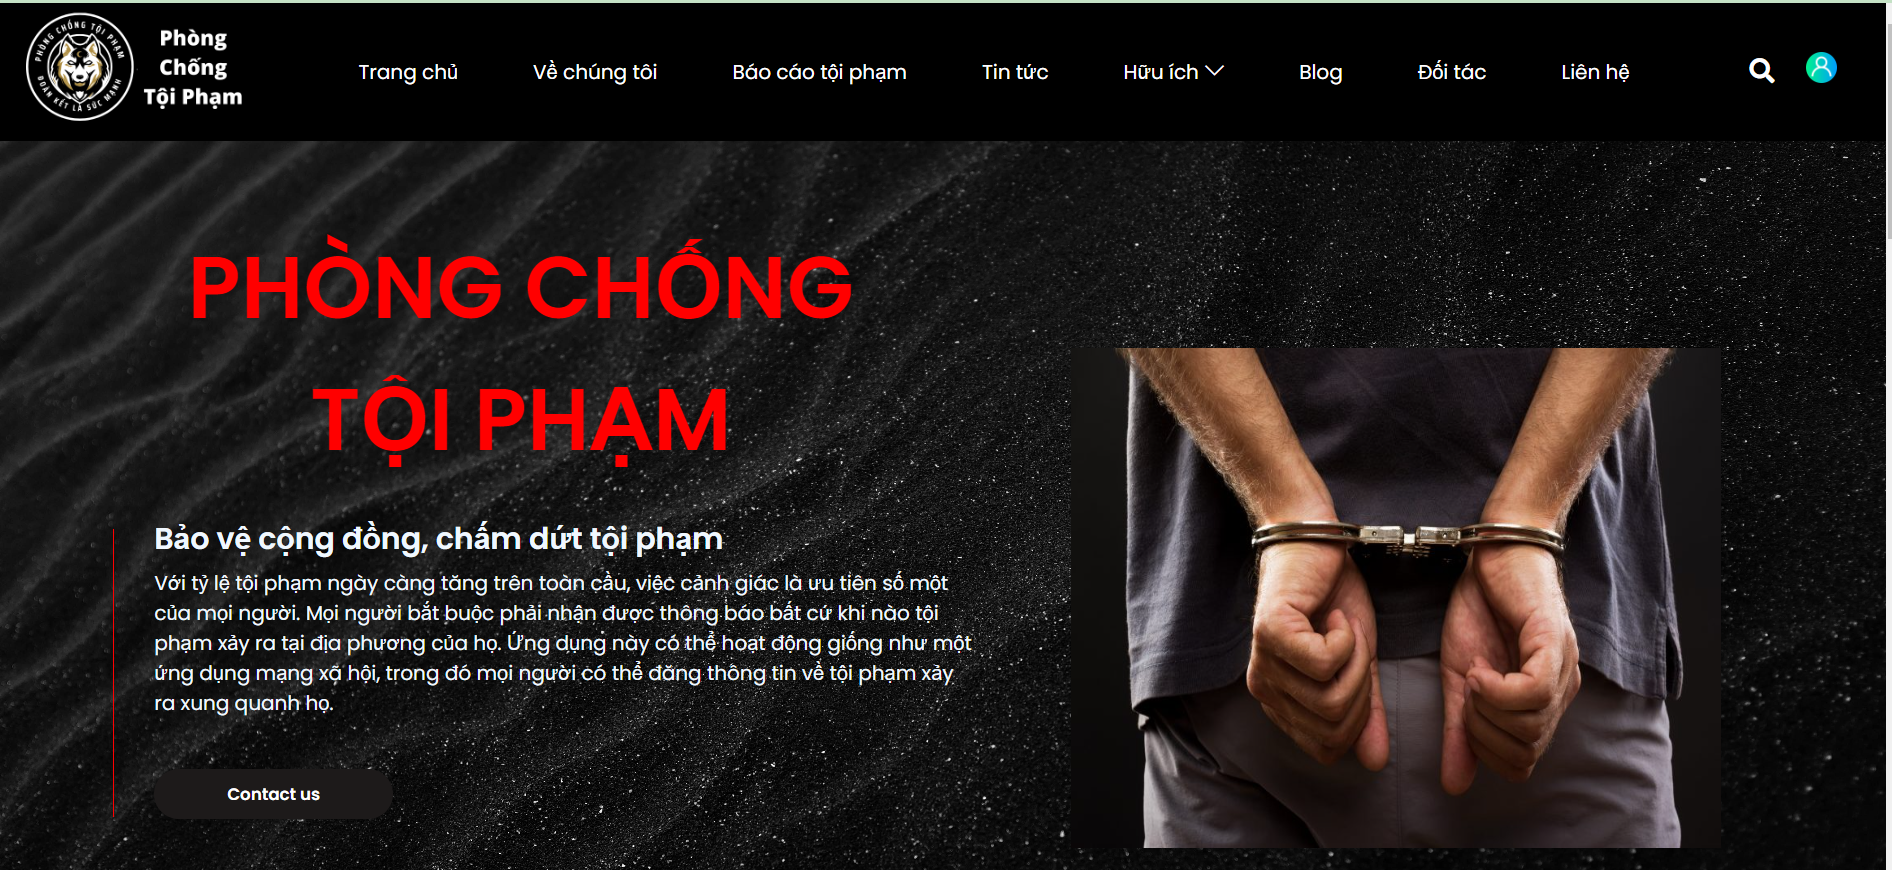 PHÒNG CHỐNG TỘI PHẠM
ĐOÀN KẾT LÀ SỨC MẠNH
Phòng
Chống
Tội Phạm
Trang chủ
Về chúng tôi
Báo cáo tội phạm
Tin tức
Hữu ích
Blog
Đối tác
Liên hệ
PHÒNG CHỐNG
TỘI PHẠM
Bảo vệ cộng đồng, chấm dứt tội phạm
Với tỷ lệ tội phạm ngày càng tăng trên toàn cầu, việc cảnh giác là ưu tiên số một
của mọi người. Mọi người bắt buộc phải nhận được thông báo bất cứ khi nào tội
phạm xảy ra tại địa phương của họ. Ứng dụng này có thể hoạt động giống như một
ứng dụng mạng xã hội, trong đó mọi người có thể đăng thông tin về tội phạm xảy
ra xung quanh họ.
Contact us